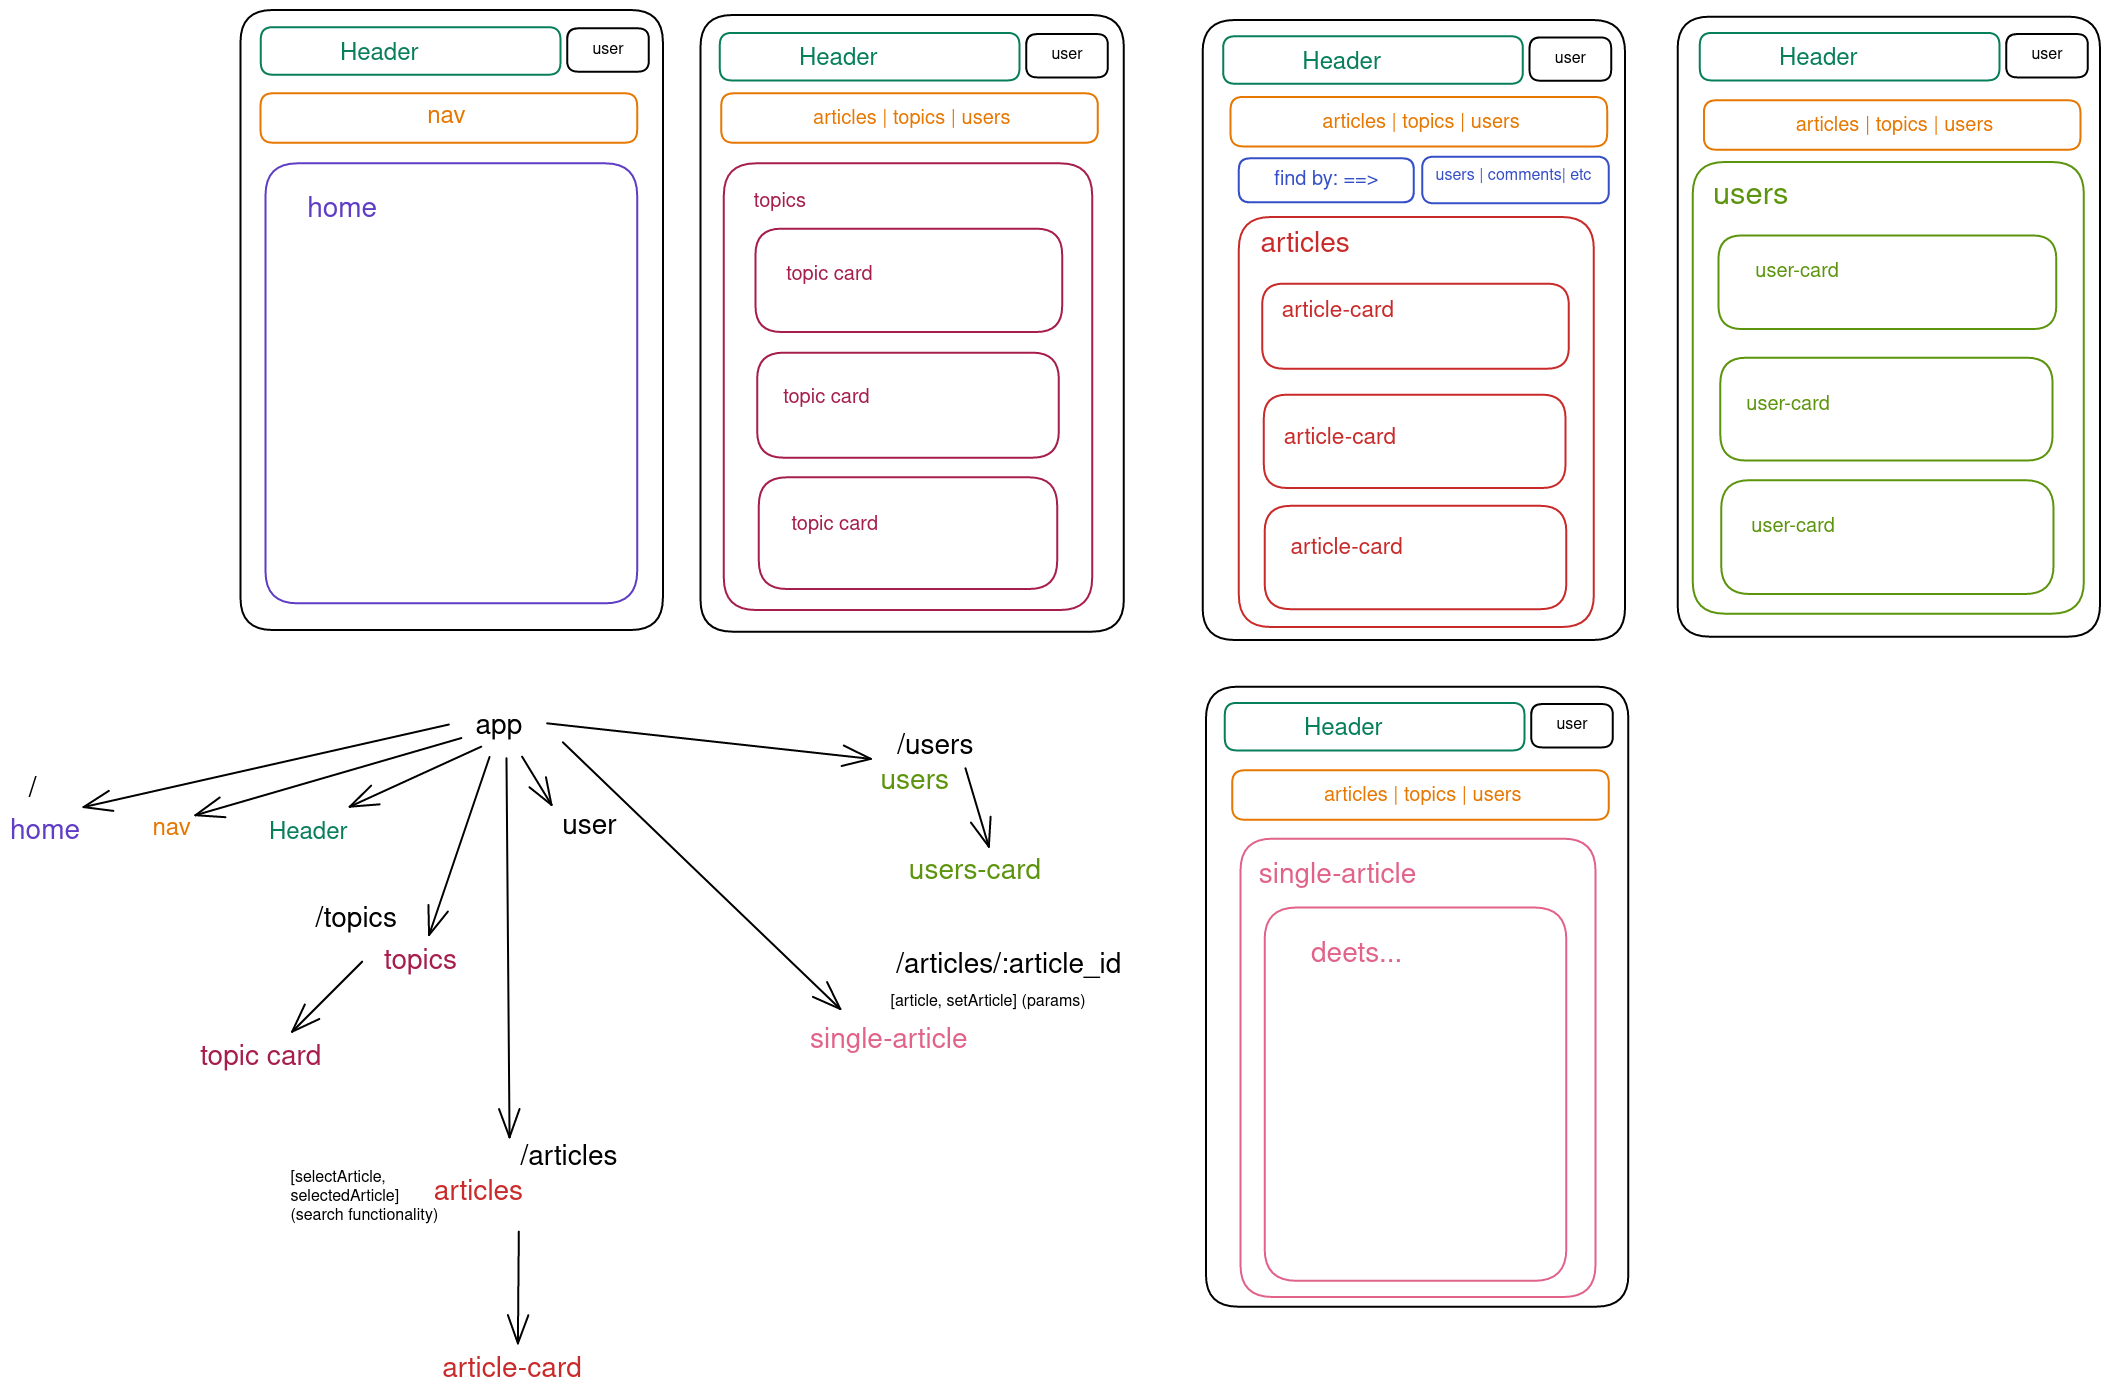 Header
user
nav
home
Header
user
articles | topics | users
topics
topic card
topic card
topic card
Header
user
articles | topics | users
find by: ==>
users | comments| etc
articles
article-card
article-card
article-card
Header
user
articles | topics | users
users
user-card
user-card
user-card
app
/
home
nav
Header
user
/users
users
users-card
/topics
topics
topic card
/articles/:article_id
[article, setArticle] (params)
single-article
/articles
[selectArticle,
selectedArticle]
(search functionality)
articles
article-card
Header
user
articles | topics | users
single-article
deets...